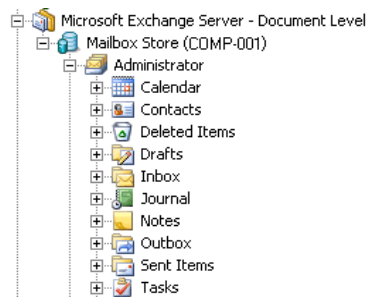 Microsoft Exchange Server - Document Level
Mailbox Store (COMP-001)
Administrator
Calendar
Contacts
Deleted Items
Drafts
Inbox
Journal
Notes
Outbox
Sent Items
Tasks